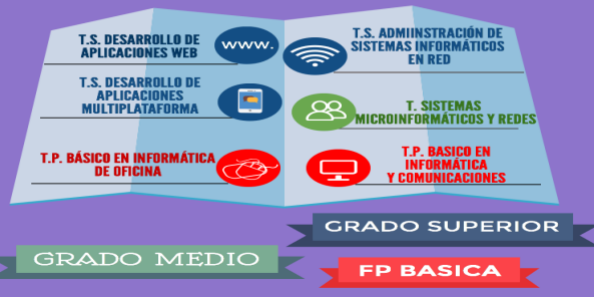 T.S. DESARROLLO DE
APLICACIONES WEB
WWW.
T.S. ADMIINSTRACIÓN DE
SISTEMAS INFORMÁTICOS
EN RED
T.S. DESARROLLO DE
APLICACIONES
MULTIPLATAFORMA
T. SISTEMAS
MICROINFORMÁTICOS Y REDES
T.P. BÁSICO EN INFORMÁTICA
DE OFICINA
T.P. BASICO EN
INFORMÁTICA
Y COMUNICACIONES
GRADO SUPERIOR
GRADO MEDIO
FP BASICA